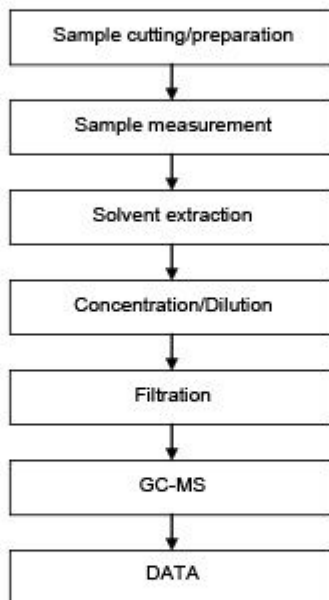 Sample cutting/preparation
Sample measurement
Solvent extraction
Concentration/Dilution
Filtration
GC-MS
DATA